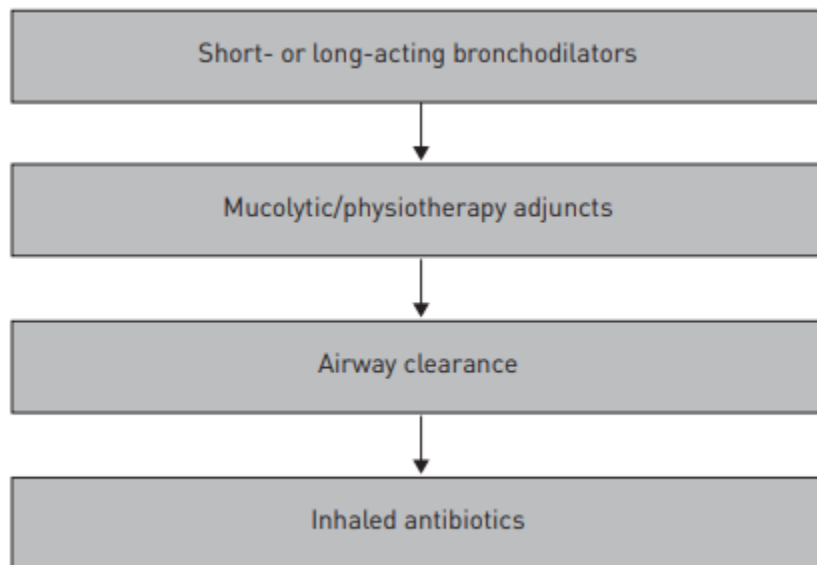 Short- or long-acting bronchodilators
Mucolytic/physiotherapy adjuncts
Airway clearance
Inhaled antibiotics